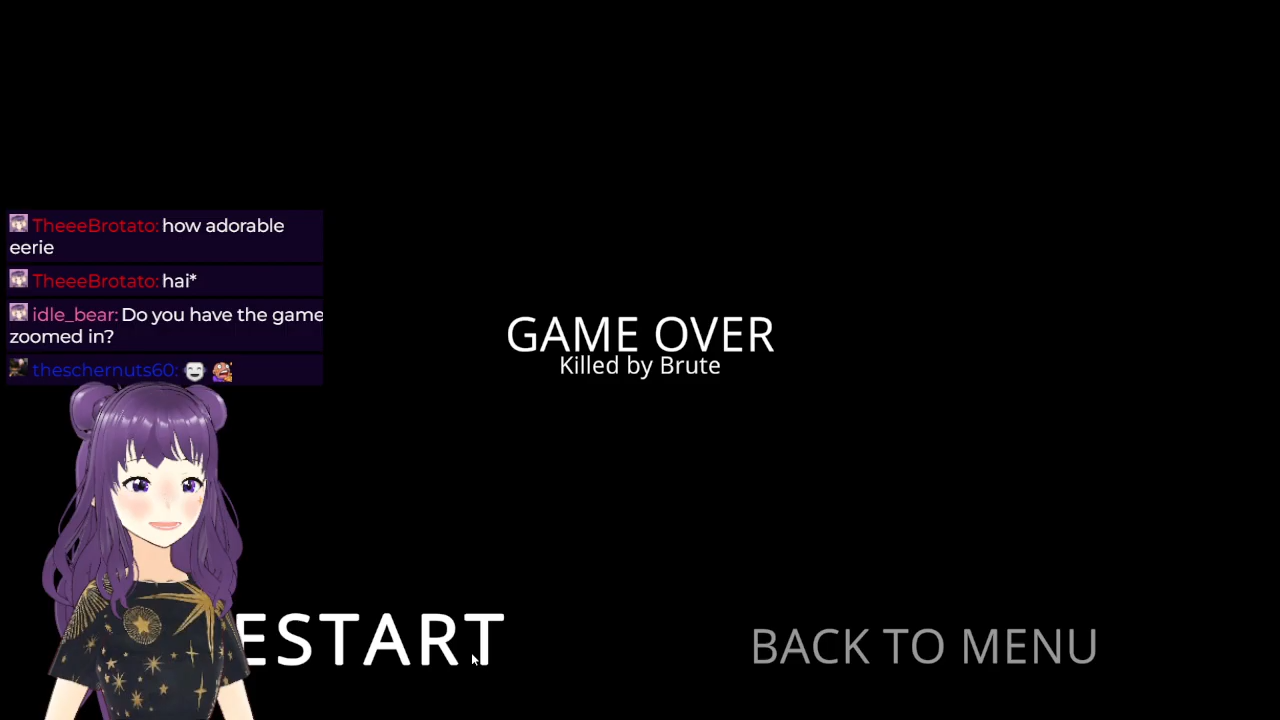 TheeeBrotato: how adorable
eerie
TheeeBrotato: hai*
idle_bear: Do you have the game
zoomed in?
theschernuts60:
GAME OVER
Killed by Brute
ESTART
BACK TO MENU